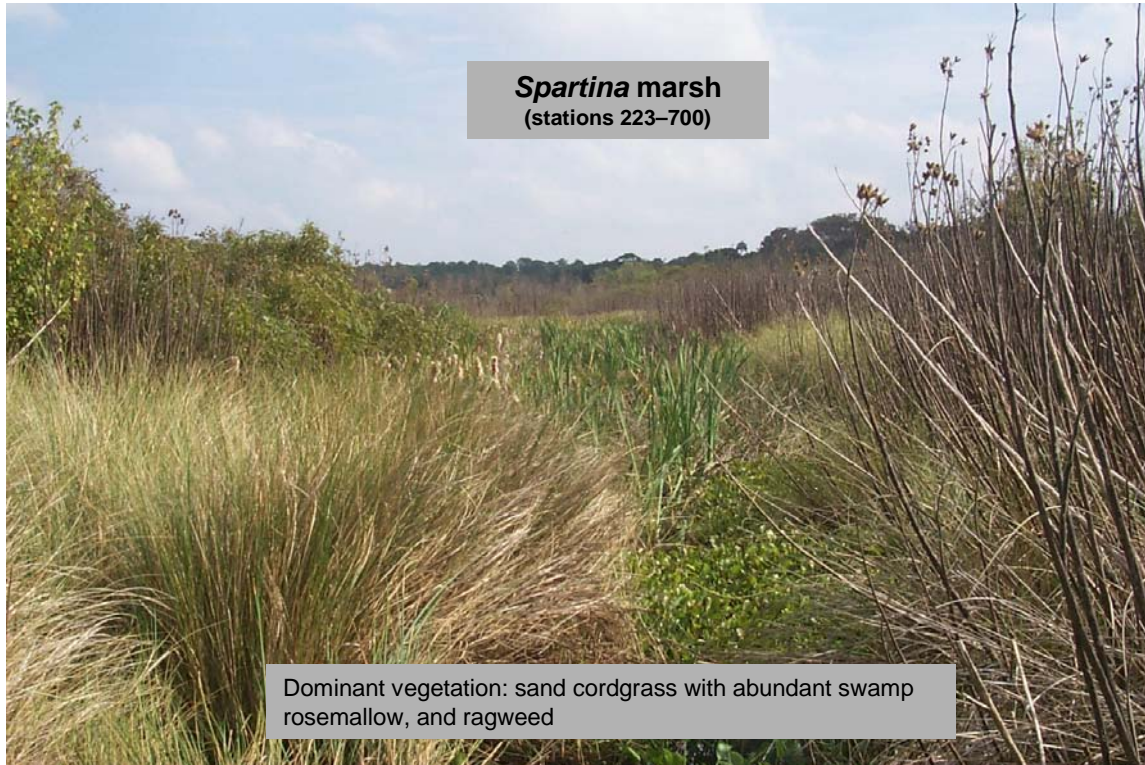 Spartina marsh
(stations 223–700)
Dominant vegetation: sand cordgrass with abundant swamp
rosemallow, and ragweed